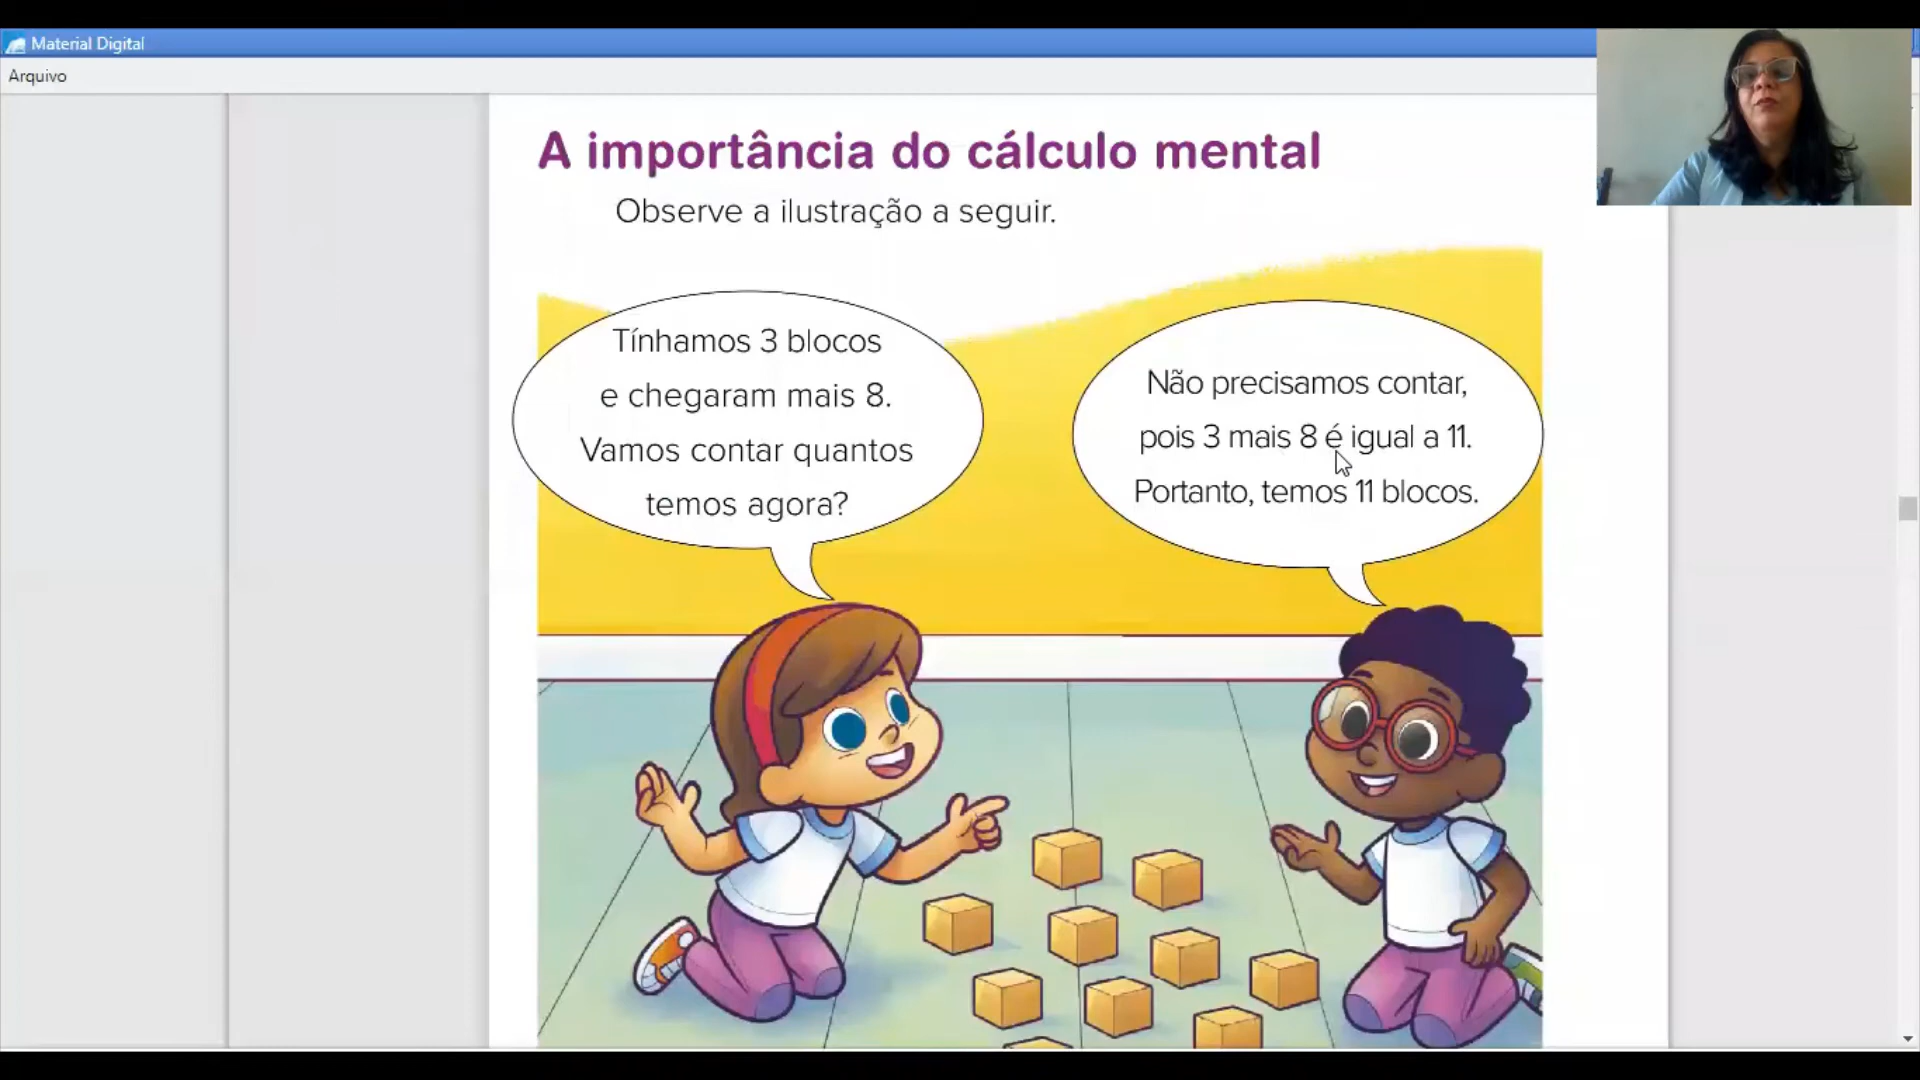 Material Digital
Arquivo
A importância do cálculo mental
Observe a ilustração a seguir.
Tínhamos 3 blocos
e chegaram mais 8.
Vamos contar quantos
temos agora?
Não precisamos contar,
pois 3 mais 8 é igual a 11.
Portanto, temos 11 blocos.